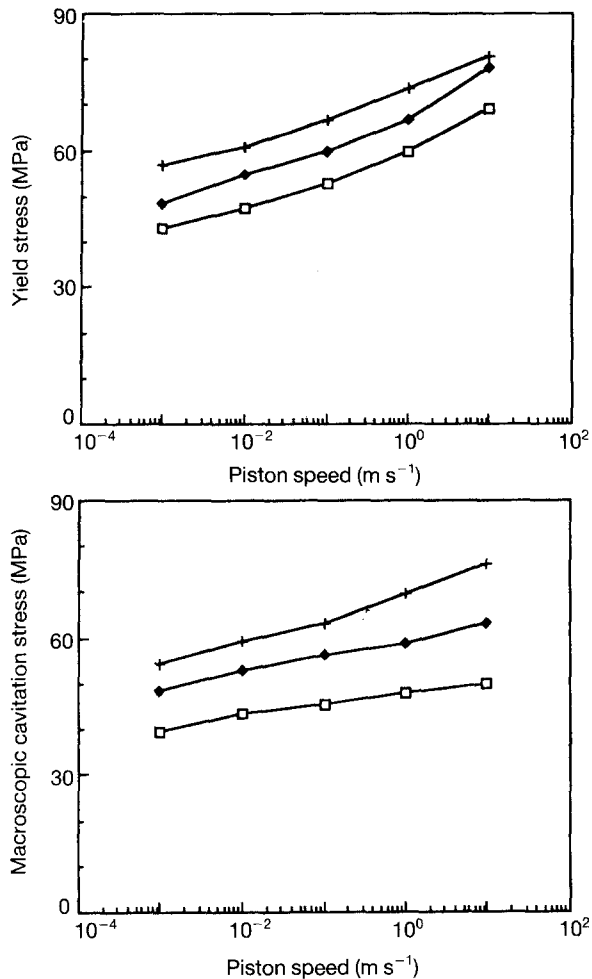 90
60
30
0
Yield stress (MPa)
10⁻⁴ 10⁻² 10⁰ 10²
Piston speed (m s⁻¹)
90
60
30
0
Macroscopic cavitation stress (MPa)
10⁻⁴ 10⁻² 10⁰ 10²
Piston speed (m s⁻¹)